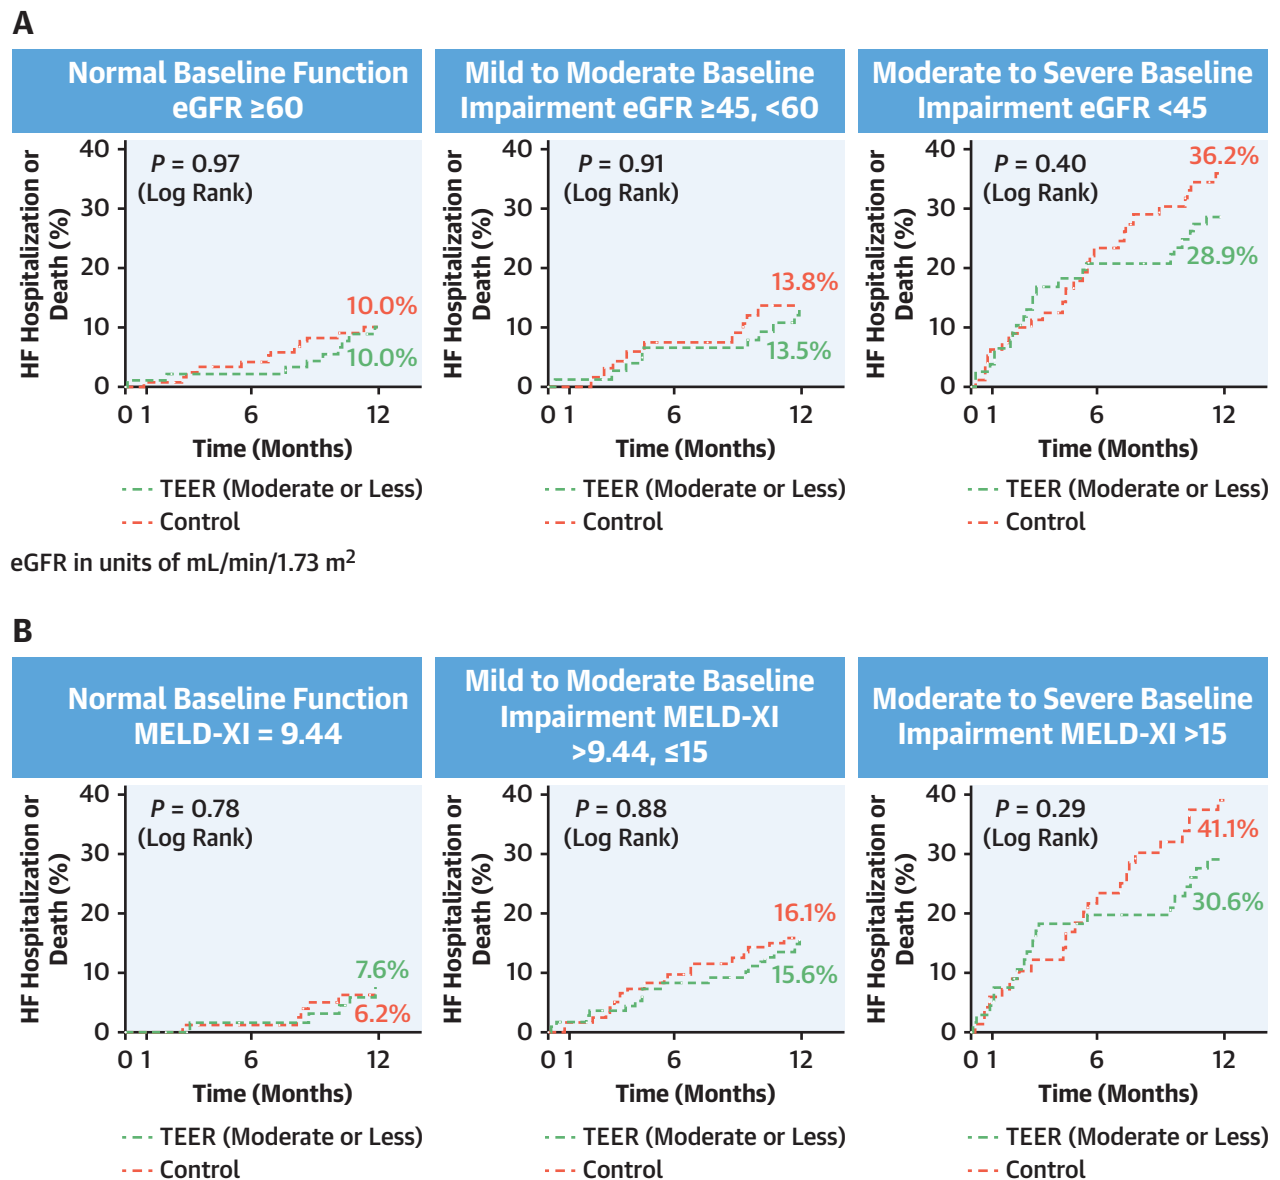 A
Normal Baseline Function
eGFR ≥60
Mild to Moderate Baseline
Impairment eGFR ≥45, <60
Moderate to Severe Baseline
Impairment eGFR <45
HF Hospitalization or
Death (%)
40
30
20
10
0
P = 0.97
(Log Rank)
10.0%
10.0%
0 1 6 12
Time (Months)
TEER (Moderate or Less)
Control
HF Hospitalization or
Death (%)
40
30
20
10
0
P = 0.91
(Log Rank)
13.8%
13.5%
0 1 6 12
Time (Months)
TEER (Moderate or Less)
Control
HF Hospitalization or
Death (%)
40
30
20
10
0
P = 0.40
(Log Rank)
36.2%
28.9%
0 1 6 12
Time (Months)
TEER (Moderate or Less)
Control
eGFR in units of mL/min/1.73 m²
B
Normal Baseline Function
MELD-XI = 9.44
Mild to Moderate Baseline
Impairment MELD-XI
>9.44, ≤15
Moderate to Severe Baseline
Impairment MELD-XI >15
HF Hospitalization or
Death (%)
40
30
20
10
0
P = 0.78
(Log Rank)
7.6%
6.2%
0 1 6 12
Time (Months)
TEER (Moderate or Less)
Control
HF Hospitalization or
Death (%)
40
30
20
10
0
P = 0.88
(Log Rank)
16.1%
15.6%
0 1 6 12
Time (Months)
TEER (Moderate or Less)
Control
HF Hospitalization or
Death (%)
40
30
20
10
0
P = 0.29
(Log Rank)
41.1%
30.6%
0 1 6 12
Time (Months)
TEER (Moderate or Less)
Control